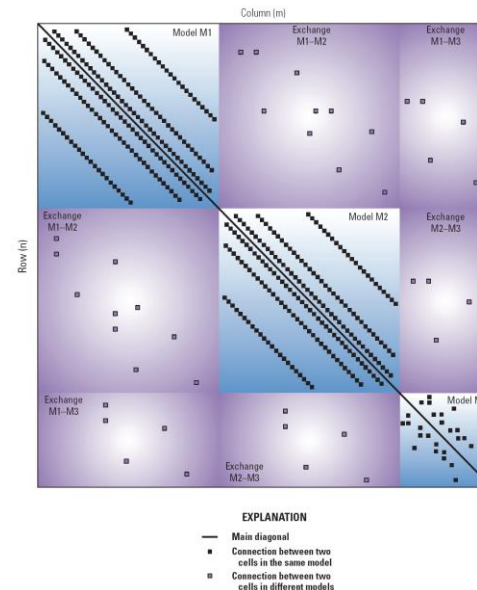 Column (m)
Model M1
Exchange
M1–M2
Exchange
M1–M3
Row (n)
Exchange
M1–M2
Model M2
Exchange
M2–M3
Exchange
M1–M3
Exchange
M2–M3
Model
EXPLANATION
Main diagonal
Connection between two
cells in the same model
Connection between two
cells in different models